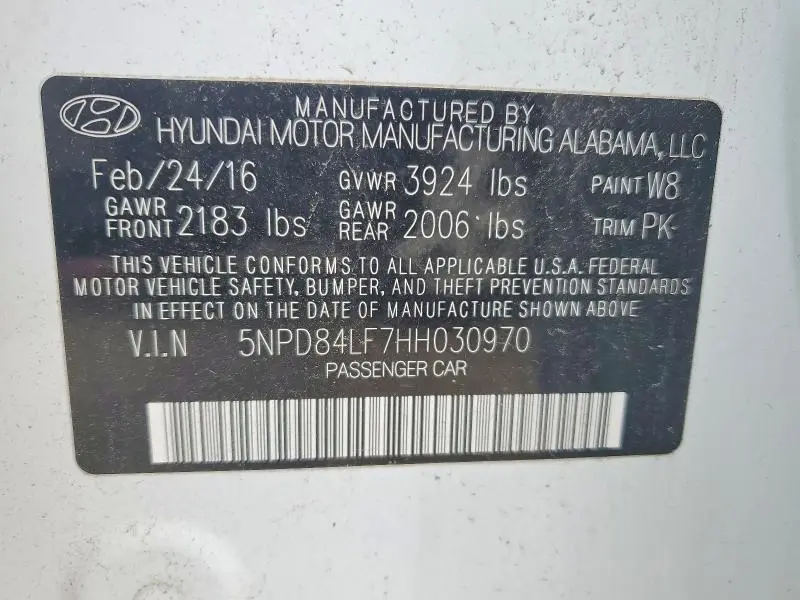 MANUFACTURED BY
HYUNDAI MOTOR MANUFACTURING ALABAMA, LLC
Feb/24/16 GVWR 3924 lbs PAINT W8
GAWR FRONT 2183 lbs GAWR REAR 2006 lbs TRIM PK-
THIS VEHICLE CONFORMS TO ALL APPLICABLE U.S.A. FEDERAL
MOTOR VEHICLE SAFETY, BUMPER, AND THEFT PREVENTION STANDARDS
IN EFFECT ON THE DATE OF MANUFACTURE SHOWN ABOVE
V.I.N 5NPD84LF7HH030970
PASSENGER CAR